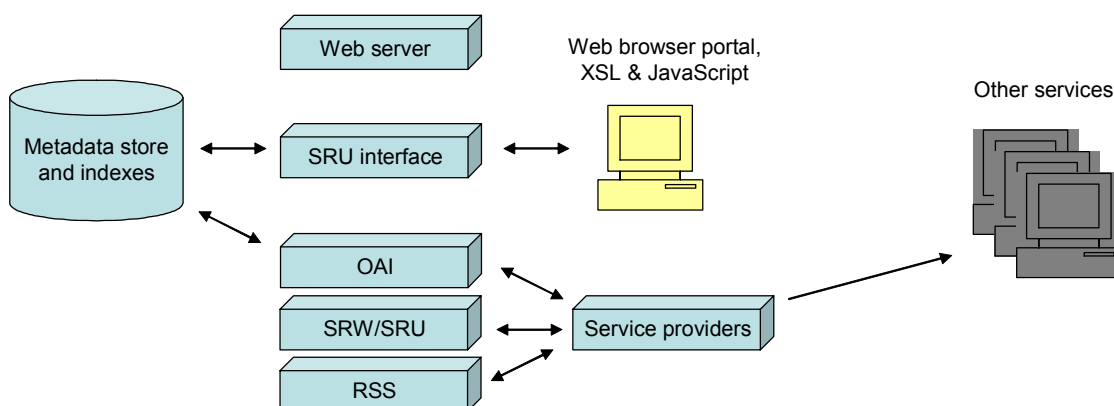 Web server
Web browser portal,
XSL & JavaScript
Other services
Metadata store
and indexes
SRU interface
OAI
SRW/SRU
Service providers
RSS